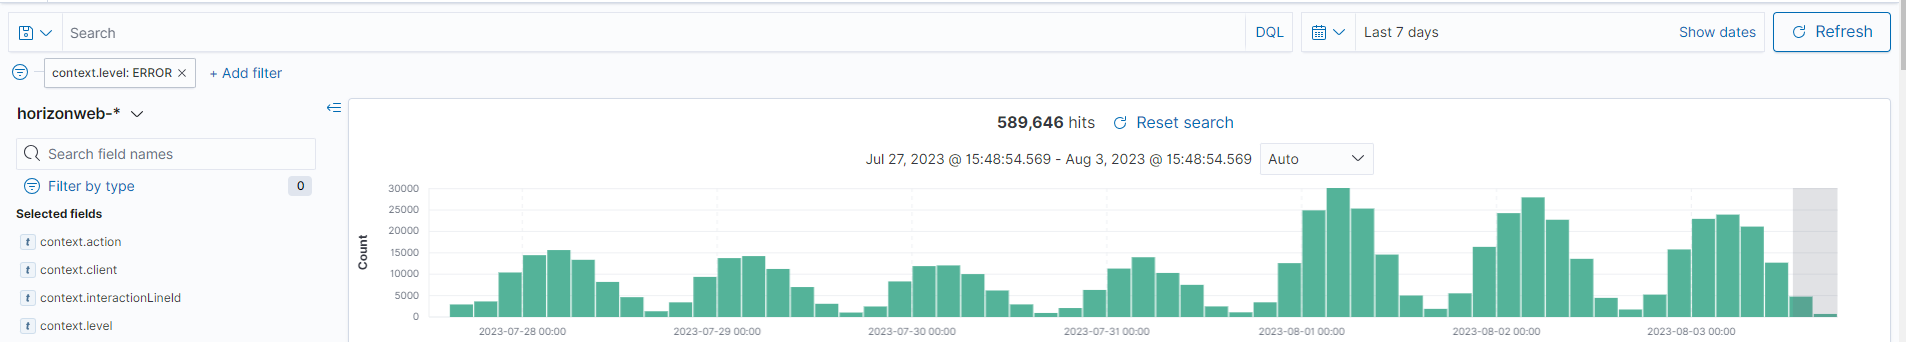 Search DQL Last 7 days Show dates Refresh
context.level: ERROR × + Add filter
horizonweb-*
Search field names
Filter by type 0
Selected fields
t context.action
t context.client
t context.interactionLineId
t context.level
589,646 hits Reset search
Jul 27, 2023 @ 15:48:54.569 - Aug 3, 2023 @ 15:48:54.569 Auto
Count
30000
25000
20000
15000
10000
5000
0
2023-07-28 00:00 2023-07-29 00:00 2023-07-30 00:00 2023-07-31 00:00 2023-08-01 00:00 2023-08-02 00:00 2023-08-03 00:00